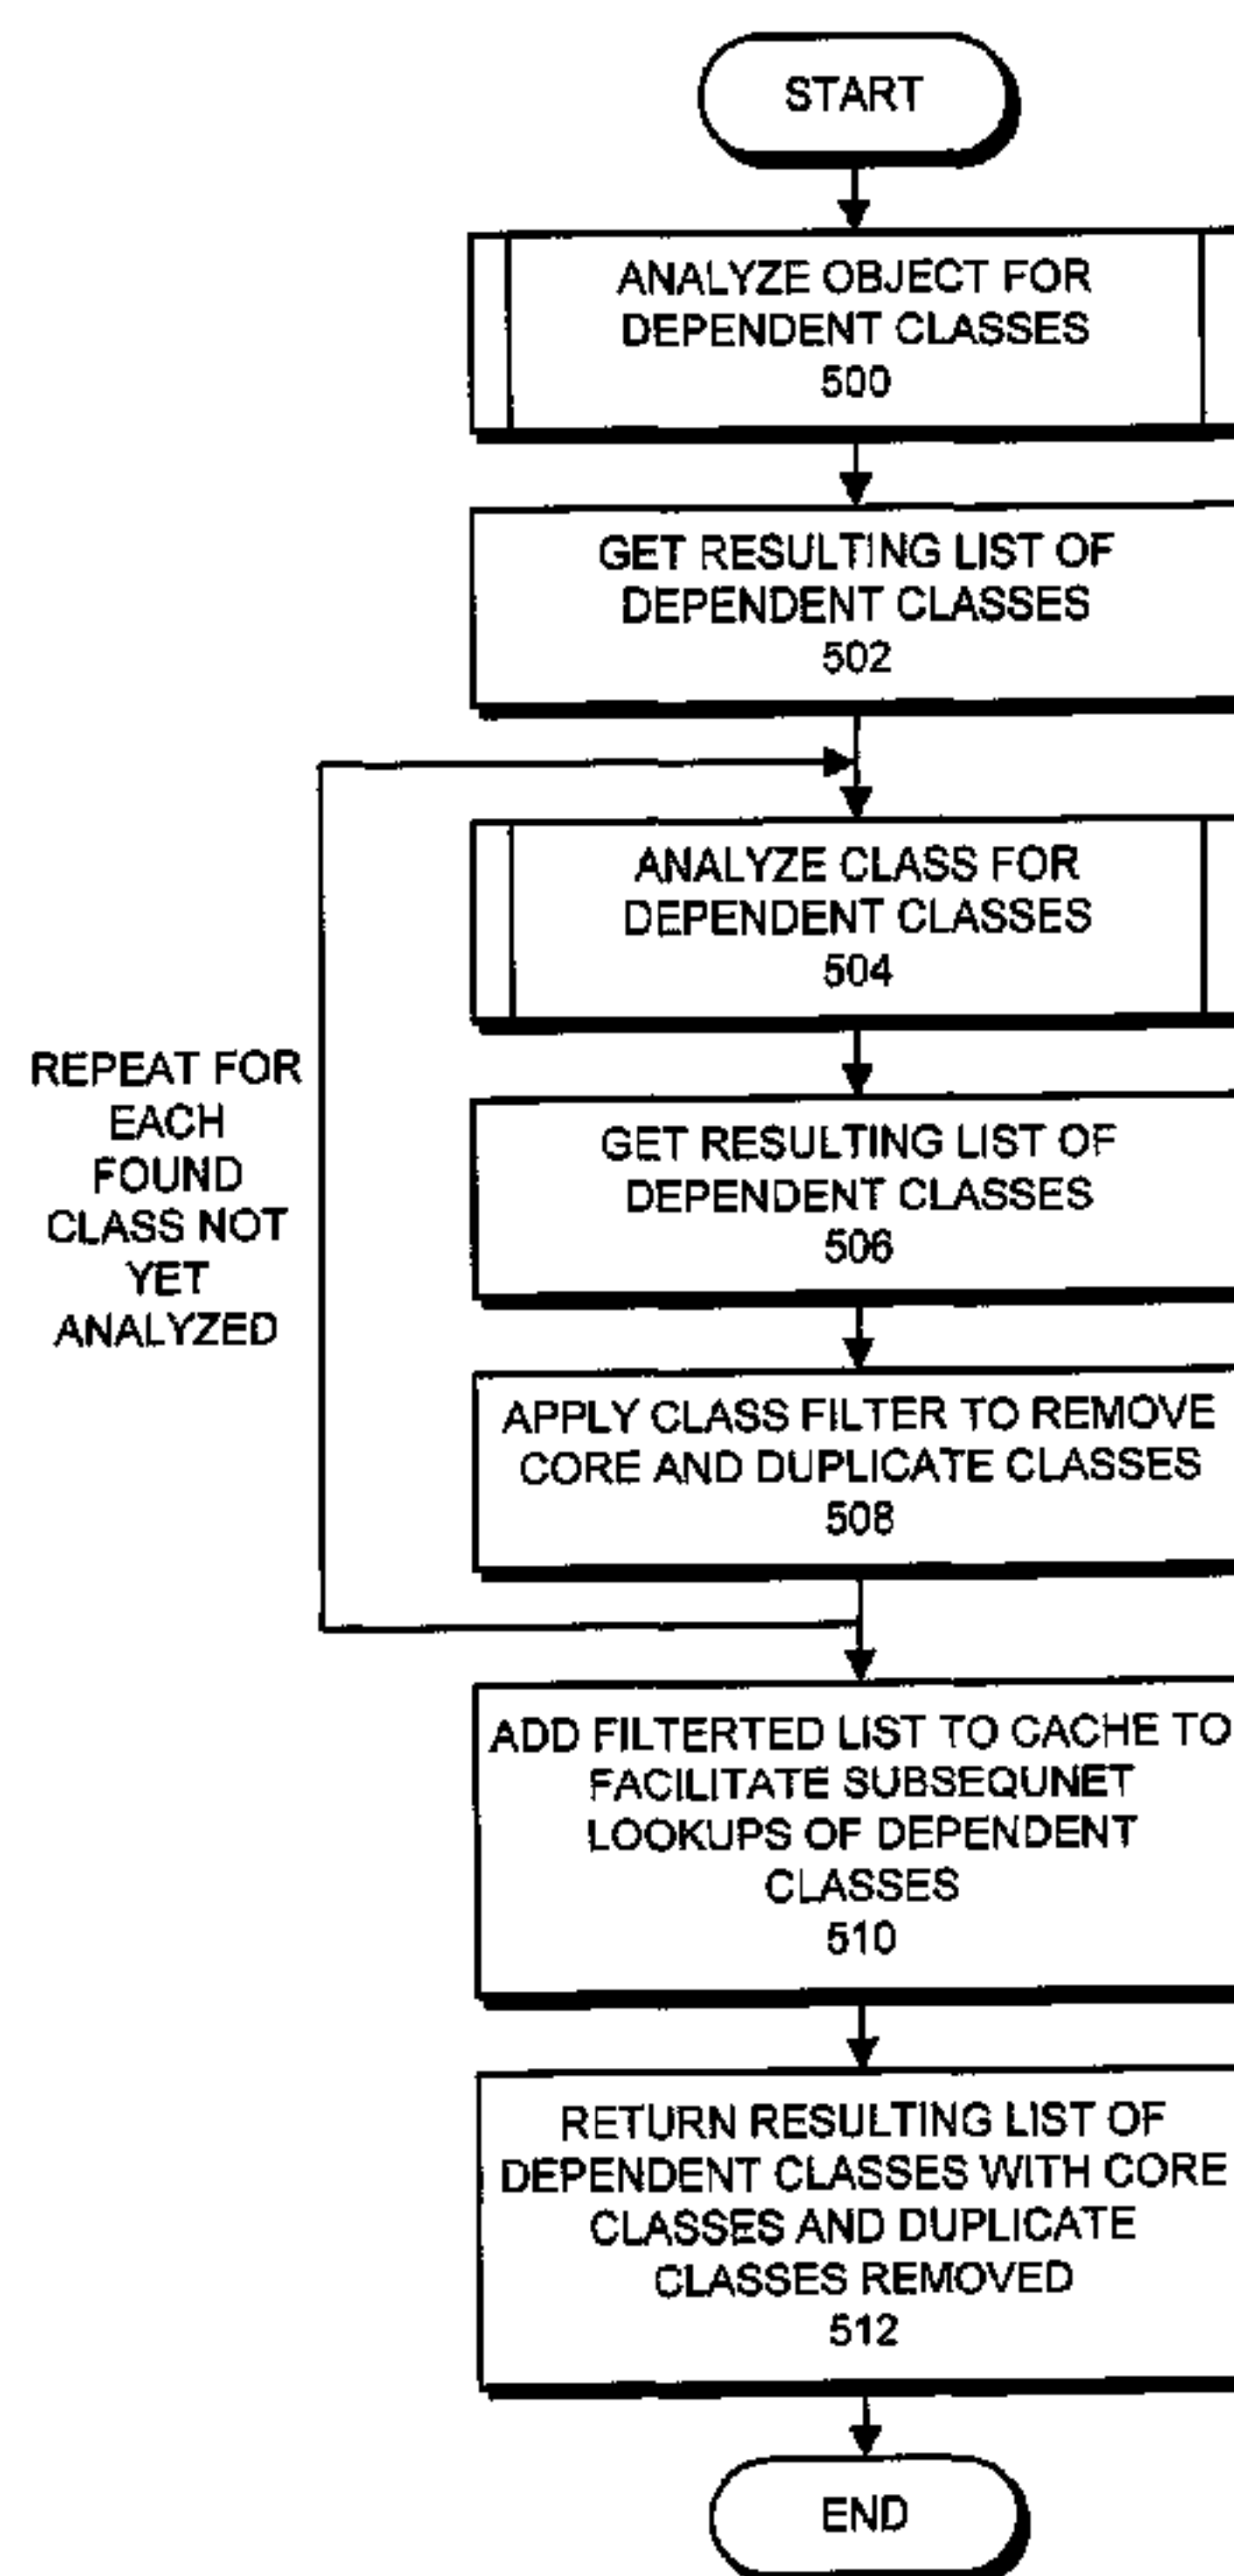 START
ANALYZE OBJECT FOR
DEPENDENT CLASSES
500
GET RESULTING LIST OF
DEPENDENT CLASSES
502
ANALYZE CLASS FOR
DEPENDENT CLASSES
504
REPEAT FOR
EACH
FOUND
CLASS NOT
YET
ANALYZED
GET RESULTING LIST OF
DEPENDENT CLASSES
506
APPLY CLASS FILTER TO REMOVE
CORE AND DUPLICATE CLASSES
508
ADD FILTERTED LIST TO CACHE TO
FACILITATE SUBSEQUNET
LOOKUPS OF DEPENDENT
CLASSES
510
RETURN RESULTING LIST OF
DEPENDENT CLASSES WITH CORE
CLASSES AND DUPLICATE
CLASSES REMOVED
512
END